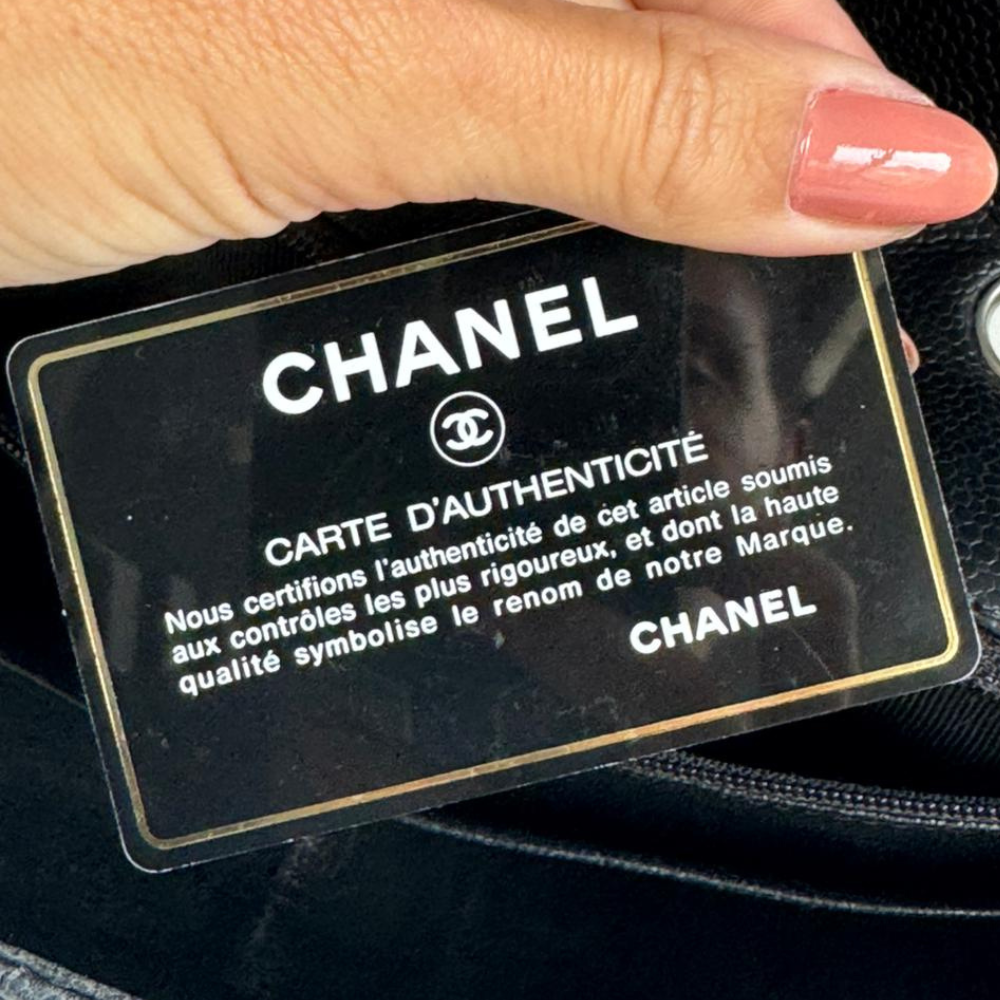 CHANEL
CARTE D'AUTHENTICITÉ
Nous certifions l'authenticité de cet article soumis
aux contrôles les plus rigoureux, et dont la haute
qualité symbolise le renom de notre Marque.
CHANEL